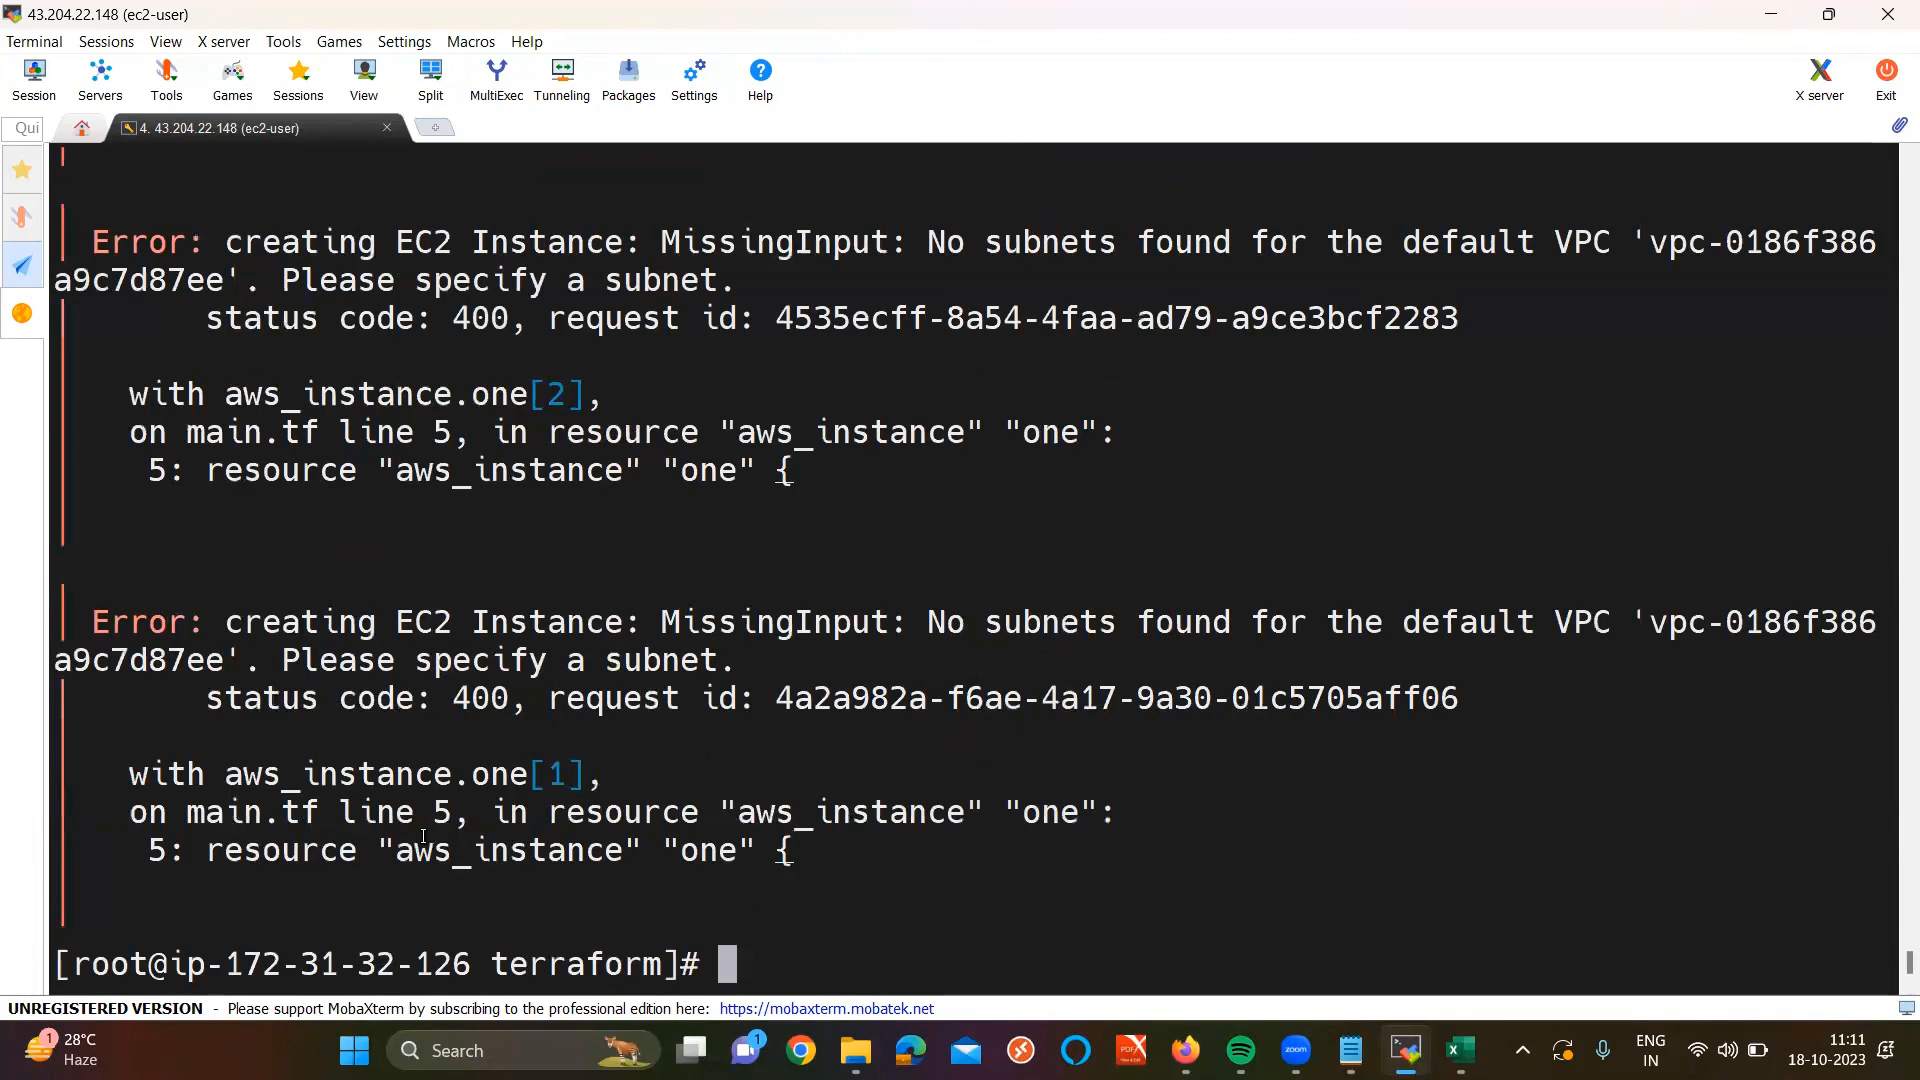 43.204.22.148 (ec2-user)
Terminal Sessions View X server Tools Games Settings Macros Help
Session Servers Tools Games Sessions View Split MultiExec Tunneling Packages Settings Help X server Exit
Qui 4. 43.204.22.148 (ec2-user)
Error: creating EC2 Instance: MissingInput: No subnets found for the default VPC 'vpc-0186f386
a9c7d87ee'. Please specify a subnet.
status code: 400, request id: 4535ecff-8a54-4faa-ad79-a9ce3bcf2283
with aws_instance.one[2],
on main.tf line 5, in resource "aws_instance" "one":
5: resource "aws_instance" "one" {
Error: creating EC2 Instance: MissingInput: No subnets found for the default VPC 'vpc-0186f386
a9c7d87ee'. Please specify a subnet.
status code: 400, request id: 4a2a982a-f6ae-4a17-9a30-01c5705aff06
with aws_instance.one[1],
on main.tf line 5, in resource "aws_instance" "one":
5: resource "aws_instance" "one" {
[root@ip-172-31-32-126 terraform]#
UNREGISTERED VERSION - Please support MobaXterm by subscribing to the professional edition here: https://mobaxterm.mobatek.net
1 28°C Search 1 PDFX zoom ENG 11:11
Haze IN 18-10-2023